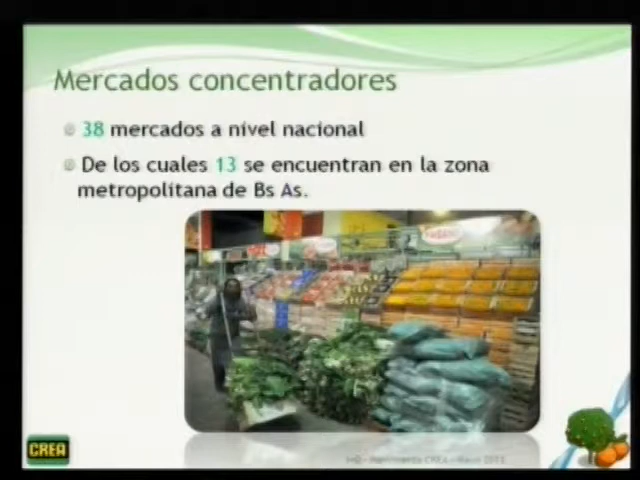 Mercados concentradores
38 mercados a nivel nacional
De los cuales 13 se encuentran en la zona
metropolitana de Bs As.
CREA